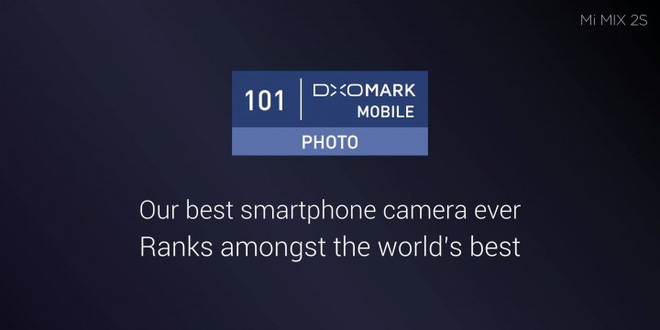 Mi MIX 2S
101
DXOMARK
MOBILE
PHOTO
Our best smartphone camera ever
Ranks amongst the world's best